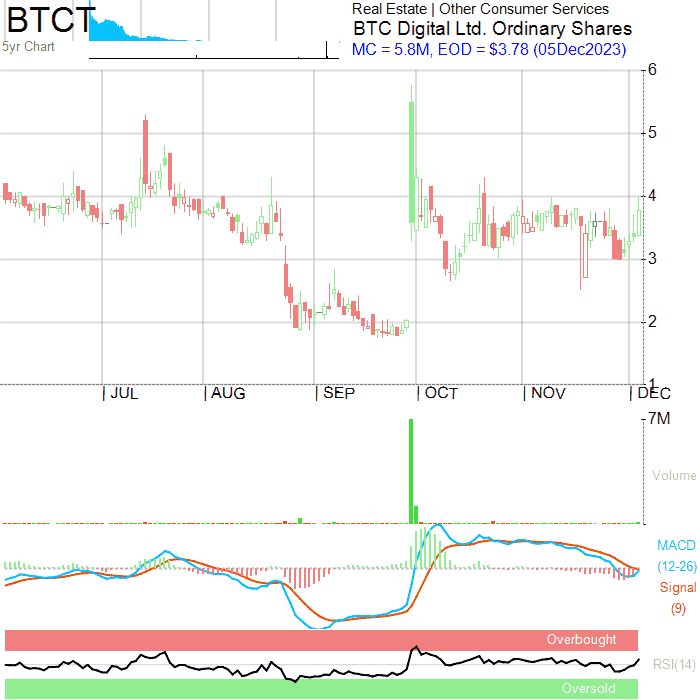 BTCT
5yr Chart
Real Estate | Other Consumer Services
BTC Digital Ltd. Ordinary Shares
MC = 5.8M, EOD = $3.78 (05Dec2023)
6
5
4
3
2
1
| JUL | AUG | SEP | OCT | NOV | DEC
7M
Volume
MACD
(12-26)
Signal
(9)
Overbought
RSI(14)
Oversold